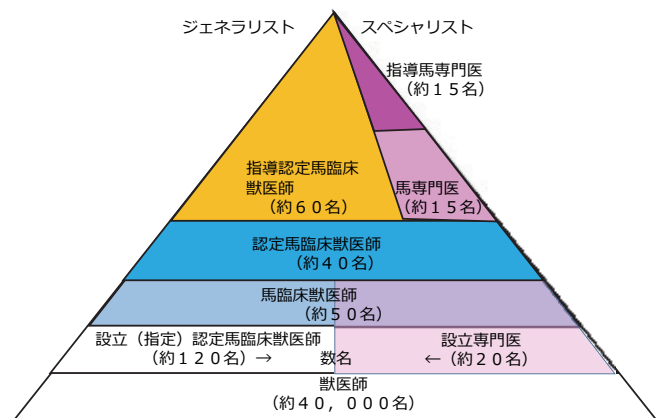 ジェネラリスト
スペシャリスト
指導馬専門医
（約１５名）
指導認定馬臨床
獣医師
（約６０名）
馬専門医
（約１５名）
認定馬臨床獣医師
（約４０名）
馬臨床獣医師
（約５０名）
設立（指定）認定馬臨床獣医師
（約１２０名）→
数名
設立専門医
←（約２０名）
獣医師
（約４０，０００名）